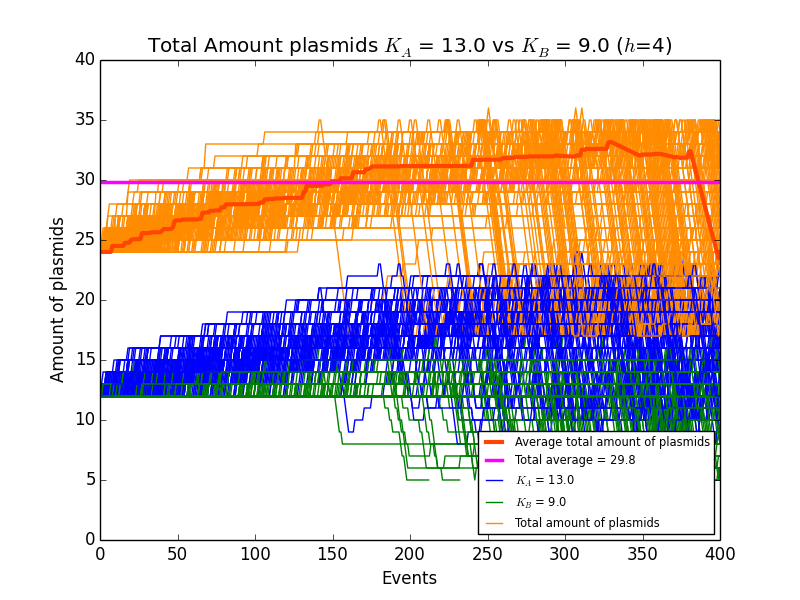 Total Amount plasmids K_A = 13.0 vs K_B = 9.0 (h=4)
Amount of plasmids
40
35
30
25
20
15
10
5
0
Average total amount of plasmids
Total average = 29.8
K_A = 13.0
K_B = 9.0
Total amount of plasmids
0 50 100 150 200 250 300 350 400
Events